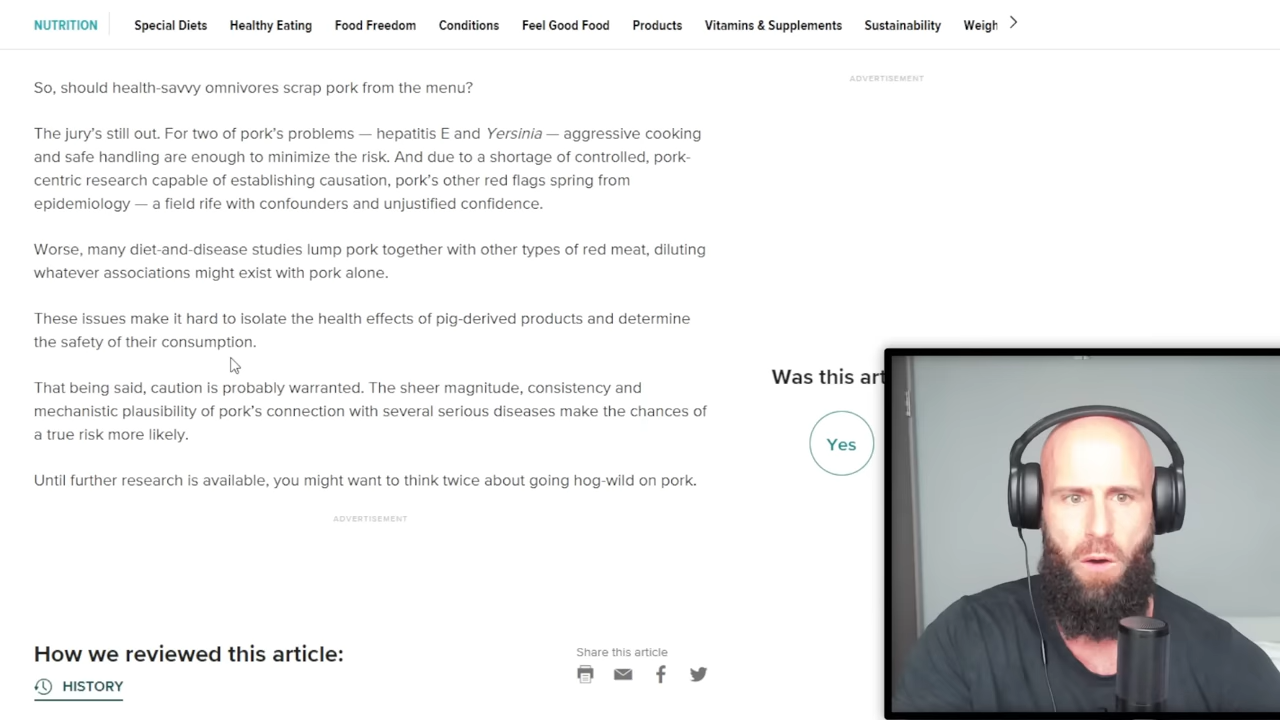 NUTRITION Special Diets Healthy Eating Food Freedom Conditions Feel Good Food Products Vitamins & Supplements Sustainability Weigh
ADVERTISEMENT
So, should health-savvy omnivores scrap pork from the menu?
The jury's still out. For two of pork's problems — hepatitis E and Yersinia — aggressive cooking
and safe handling are enough to minimize the risk. And due to a shortage of controlled, pork-
centric research capable of establishing causation, pork's other red flags spring from
epidemiology — a field rife with confounders and unjustified confidence.
Worse, many diet-and-disease studies lump pork together with other types of red meat, diluting
whatever associations might exist with pork alone.
These issues make it hard to isolate the health effects of pig-derived products and determine
the safety of their consumption.
That being said, caution is probably warranted. The sheer magnitude, consistency and
mechanistic plausibility of pork's connection with several serious diseases make the chances of
a true risk more likely.
Until further research is available, you might want to think twice about going hog-wild on pork.
ADVERTISEMENT
Was this art
Yes
How we reviewed this article:
HISTORY
Share this article